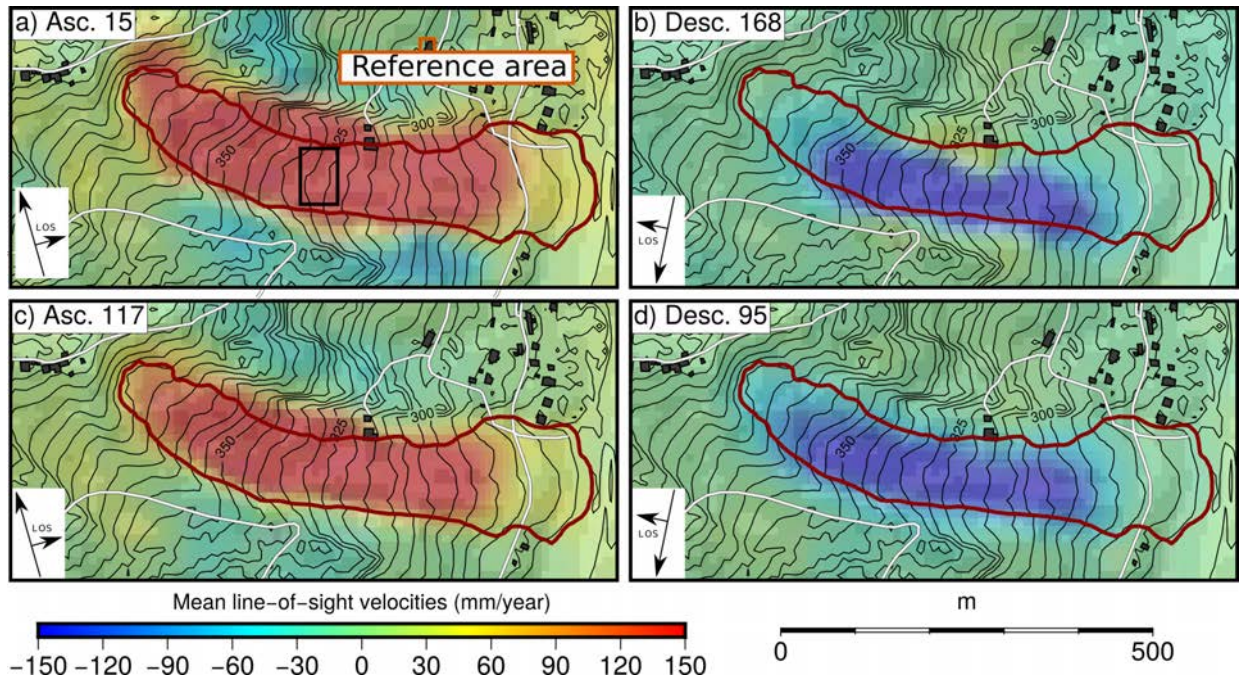 a) Asc. 15
Reference area
325
300
350
LOS
b) Desc. 168
325
300
350
LOS
c) Asc. 117
325
300
350
LOS
d) Desc. 95
325
300
350
LOS
Mean line−of−sight velocities (mm/year)
−150 −120 −90 −60 −30 0 30 60 90 120 150
m
0 500